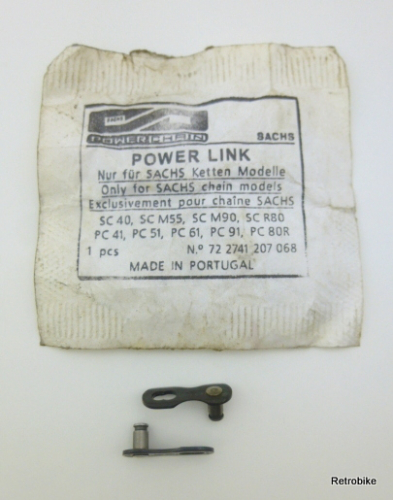 POWERCHAIN
SACHS
POWER LINK
Nur für SACHS Ketten Modelle
Only for SACHS chain models
Exclusivement pour chaîne SACHS
SC 40, SC M55, SC M90, SC R80
PC 41, PC 51, PC 61, PC 91, PC 80R
1 pcs N.º 72 2741 207 068
MADE IN PORTUGAL
Retrobike